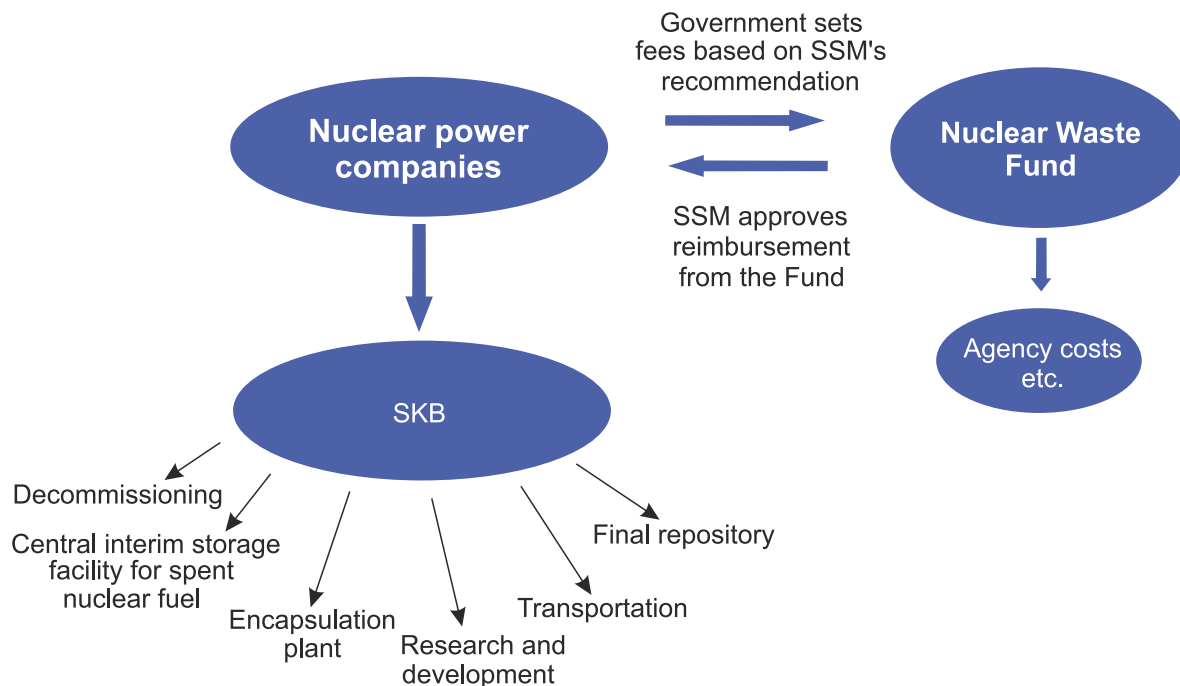 Government sets
fees based on SSM's
recommendation
Nuclear power
companies
Nuclear Waste
Fund
SSM approves
reimbursement
from the Fund
Agency costs
etc.
SKB
Decommissioning
Central interim storage
facility for spent
nuclear fuel
Encapsulation
plant
Research and
development
Transportation
Final repository